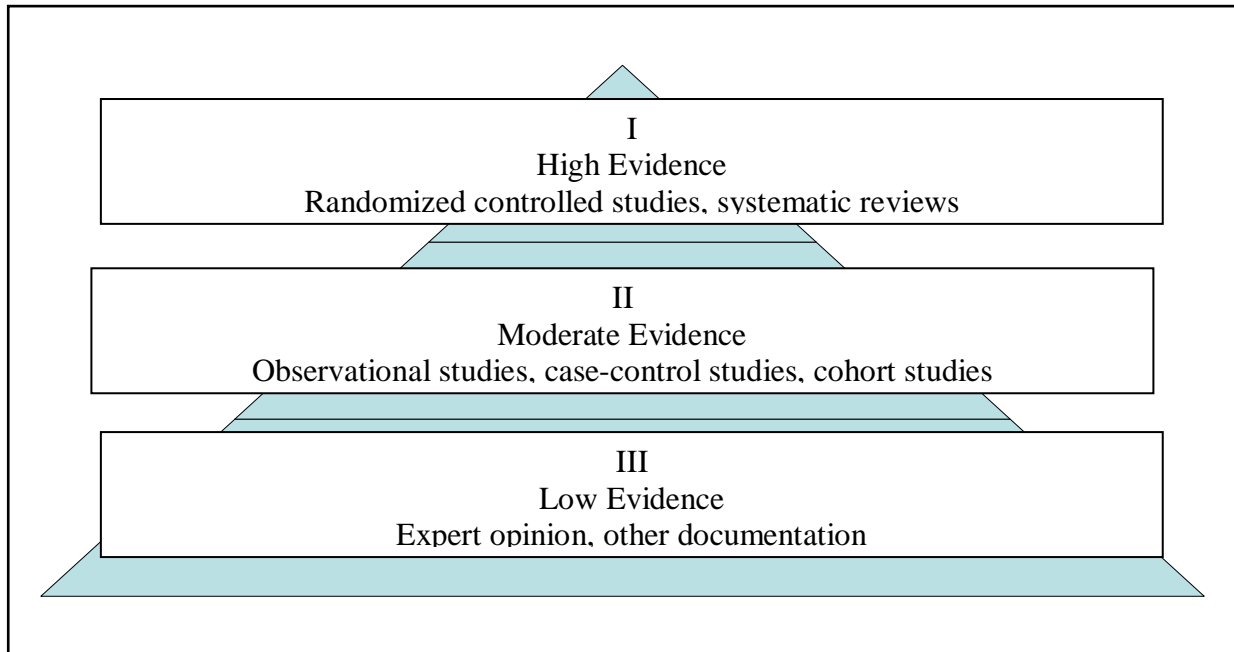 I
High Evidence
Randomized controlled studies, systematic reviews
II
Moderate Evidence
Observational studies, case-control studies, cohort studies
III
Low Evidence
Expert opinion, other documentation